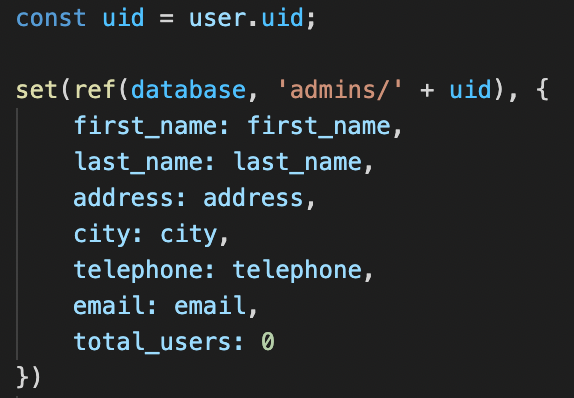 const uid = user.uid;
set(ref(database, 'admins/' + uid), {
first_name: first_name,
last_name: last_name,
address: address,
city: city,
telephone: telephone,
email: email,
total_users: 0
})